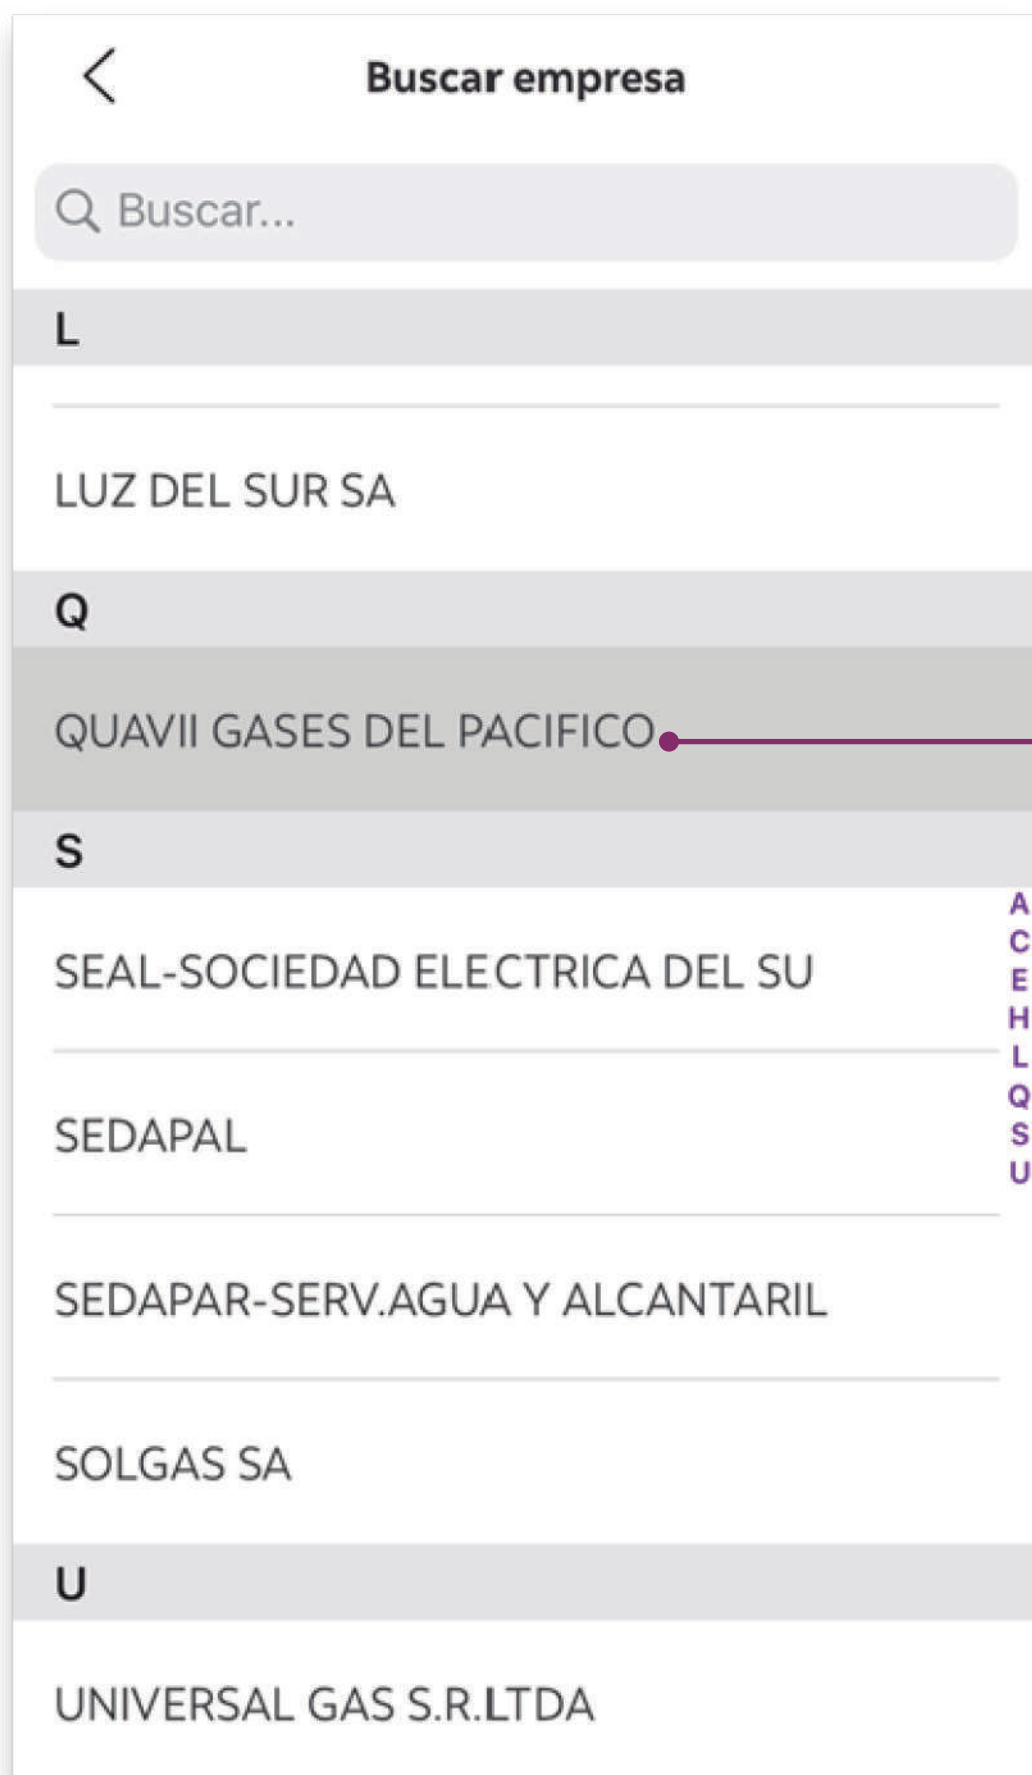 Buscar empresa
Buscar...
L
LUZ DEL SUR SA
Q
QUAVII GASES DEL PACIFICO
S
SEAL-SOCIEDAD ELECTRICA DEL SU
SEDAPAL
SEDAPAR-SERV.AGUA Y ALCANTARIL
SOLGAS SA
U
UNIVERSAL GAS S.R.LTDA
A
C
E
H
L
Q
S
U